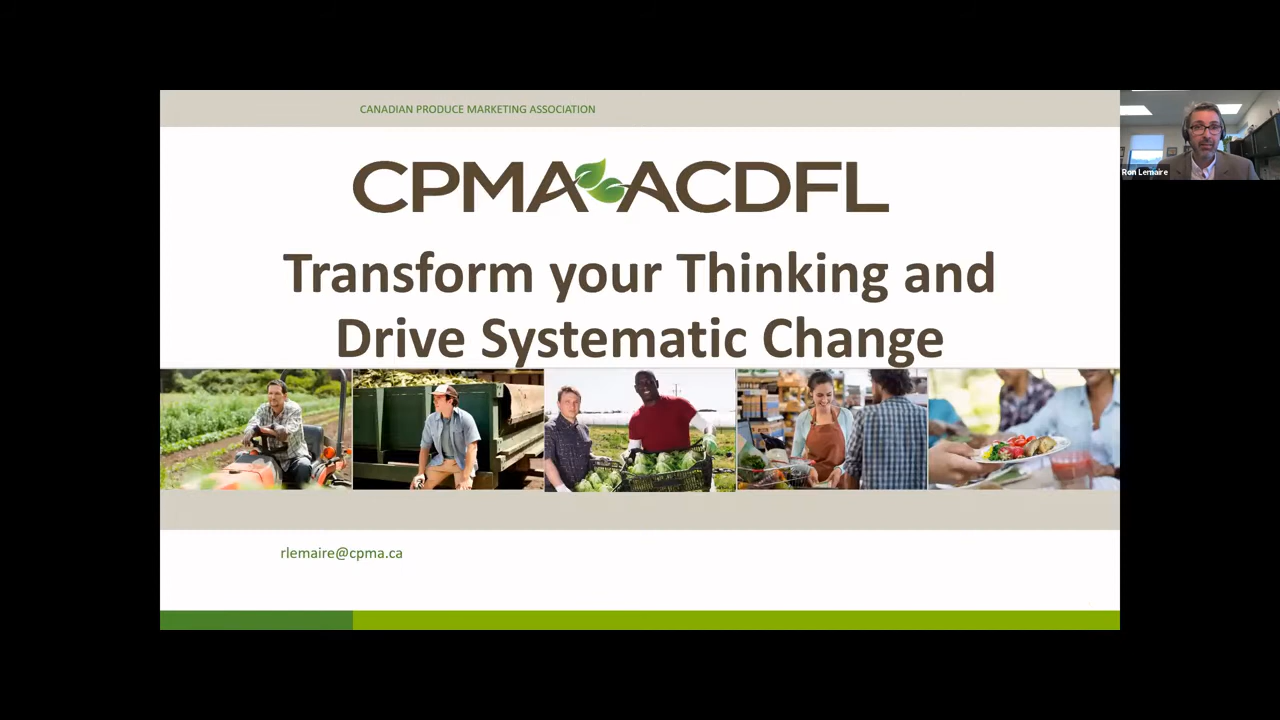 CANADIAN PRODUCE MARKETING ASSOCIATION
CPMA ACDFL
Transform your Thinking and
Drive Systematic Change
rlemaire@cpma.ca
Ron Lemaire